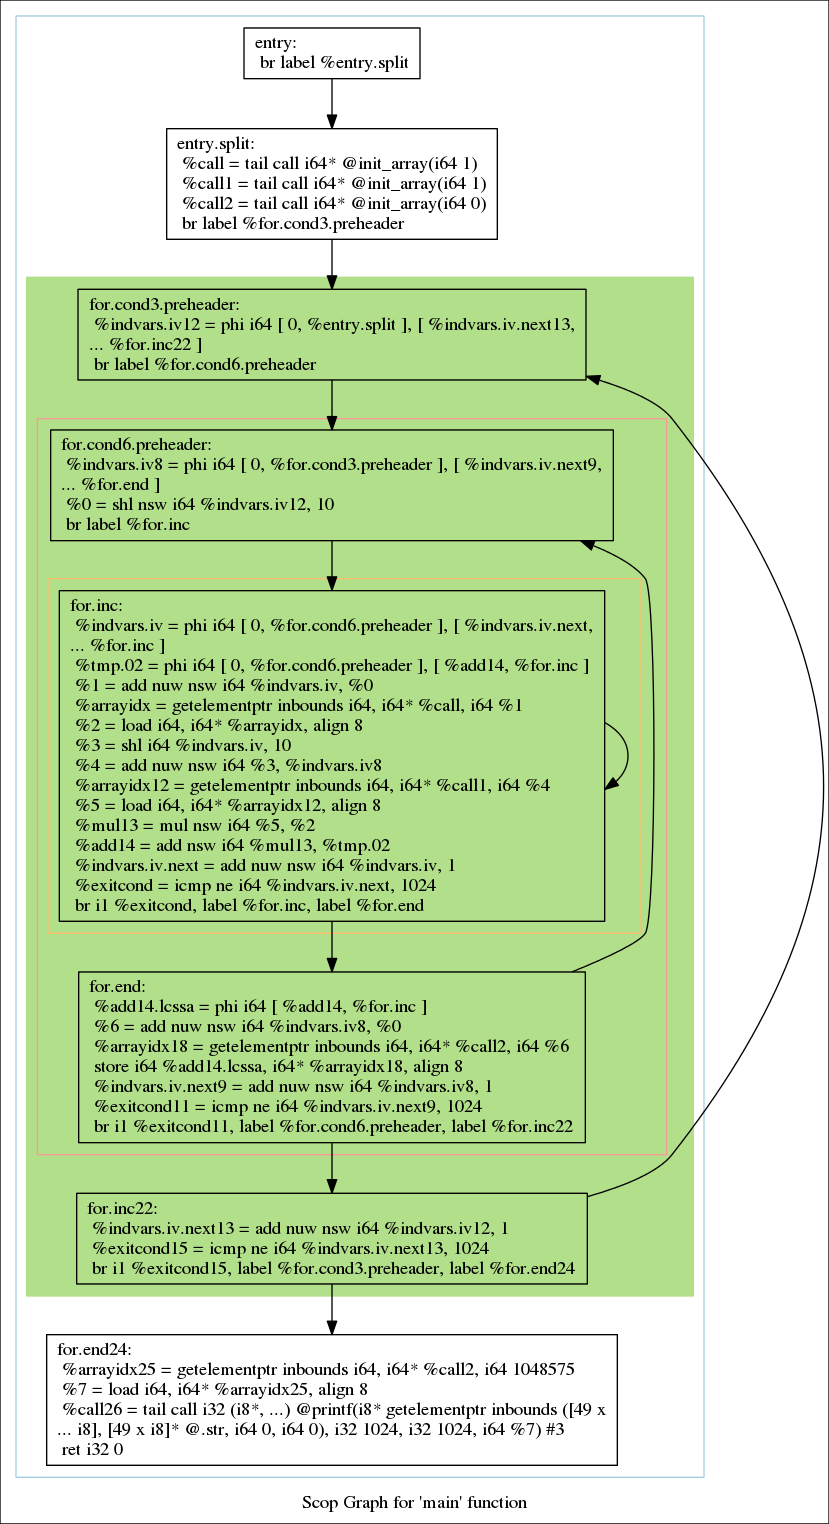 entry:
br label %entry.split
entry.split:
%call = tail call i64* @init_array(i64 1)
%call1 = tail call i64* @init_array(i64 1)
%call2 = tail call i64* @init_array(i64 0)
br label %for.cond3.preheader
for.cond3.preheader:
%indvars.iv12 = phi i64 [ 0, %entry.split ], [ %indvars.iv.next13,
... %for.inc22 ]
br label %for.cond6.preheader
for.cond6.preheader:
%indvars.iv8 = phi i64 [ 0, %for.cond3.preheader ], [ %indvars.iv.next9,
... %for.end ]
%0 = shl nsw i64 %indvars.iv12, 10
br label %for.inc
for.inc:
%indvars.iv = phi i64 [ 0, %for.cond6.preheader ], [ %indvars.iv.next,
... %for.inc ]
%tmp.02 = phi i64 [ 0, %for.cond6.preheader ], [ %add14, %for.inc ]
%1 = add nuw nsw i64 %indvars.iv, %0
%arrayidx = getelementptr inbounds i64, i64* %call, i64 %1
%2 = load i64, i64* %arrayidx, align 8
%3 = shl i64 %indvars.iv, 10
%4 = add nuw nsw i64 %3, %indvars.iv8
%arrayidx12 = getelementptr inbounds i64, i64* %call1, i64 %4
%5 = load i64, i64* %arrayidx12, align 8
%mul13 = mul nsw i64 %5, %2
%add14 = add nsw i64 %mul13, %tmp.02
%indvars.iv.next = add nuw nsw i64 %indvars.iv, 1
%exitcond = icmp ne i64 %indvars.iv.next, 1024
br i1 %exitcond, label %for.inc, label %for.end
for.end:
%add14.lcssa = phi i64 [ %add14, %for.inc ]
%6 = add nuw nsw i64 %indvars.iv8, %0
%arrayidx18 = getelementptr inbounds i64, i64* %call2, i64 %6
store i64 %add14.lcssa, i64* %arrayidx18, align 8
%indvars.iv.next9 = add nuw nsw i64 %indvars.iv8, 1
%exitcond11 = icmp ne i64 %indvars.iv.next9, 1024
br i1 %exitcond11, label %for.cond6.preheader, label %for.inc22
for.inc22:
%indvars.iv.next13 = add nuw nsw i64 %indvars.iv12, 1
%exitcond15 = icmp ne i64 %indvars.iv.next13, 1024
br i1 %exitcond15, label %for.cond3.preheader, label %for.end24
for.end24:
%arrayidx25 = getelementptr inbounds i64, i64* %call2, i64 1048575
%7 = load i64, i64* %arrayidx25, align 8
%call26 = tail call i32 (i8*, ...) @printf(i8* getelementptr inbounds ([49 x
... i8], [49 x i8]* @.str, i64 0, i64 0), i32 1024, i32 1024, i64 %7) #3
ret i32 0
Scop Graph for 'main' function